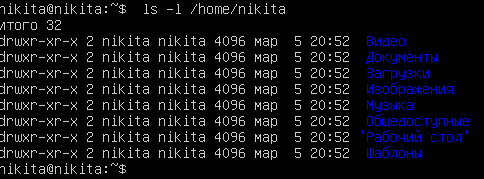 nikita@nikita:~$ ls -l /home/nikita
итого 32
drwxr-xr-x 2 nikita nikita 4096 мар  5 20:52  Видео
drwxr-xr-x 2 nikita nikita 4096 мар  5 20:52  Документы
drwxr-xr-x 2 nikita nikita 4096 мар  5 20:52  Загрузки
drwxr-xr-x 2 nikita nikita 4096 мар  5 20:52  Изображения
drwxr-xr-x 2 nikita nikita 4096 мар  5 20:52  Музыка
drwxr-xr-x 2 nikita nikita 4096 мар  5 20:52  Общедоступные
drwxr-xr-x 2 nikita nikita 4096 мар  5 20:52 'Рабочий стол'
drwxr-xr-x 2 nikita nikita 4096 мар  5 20:52  Шаблоны
nikita@nikita:~$